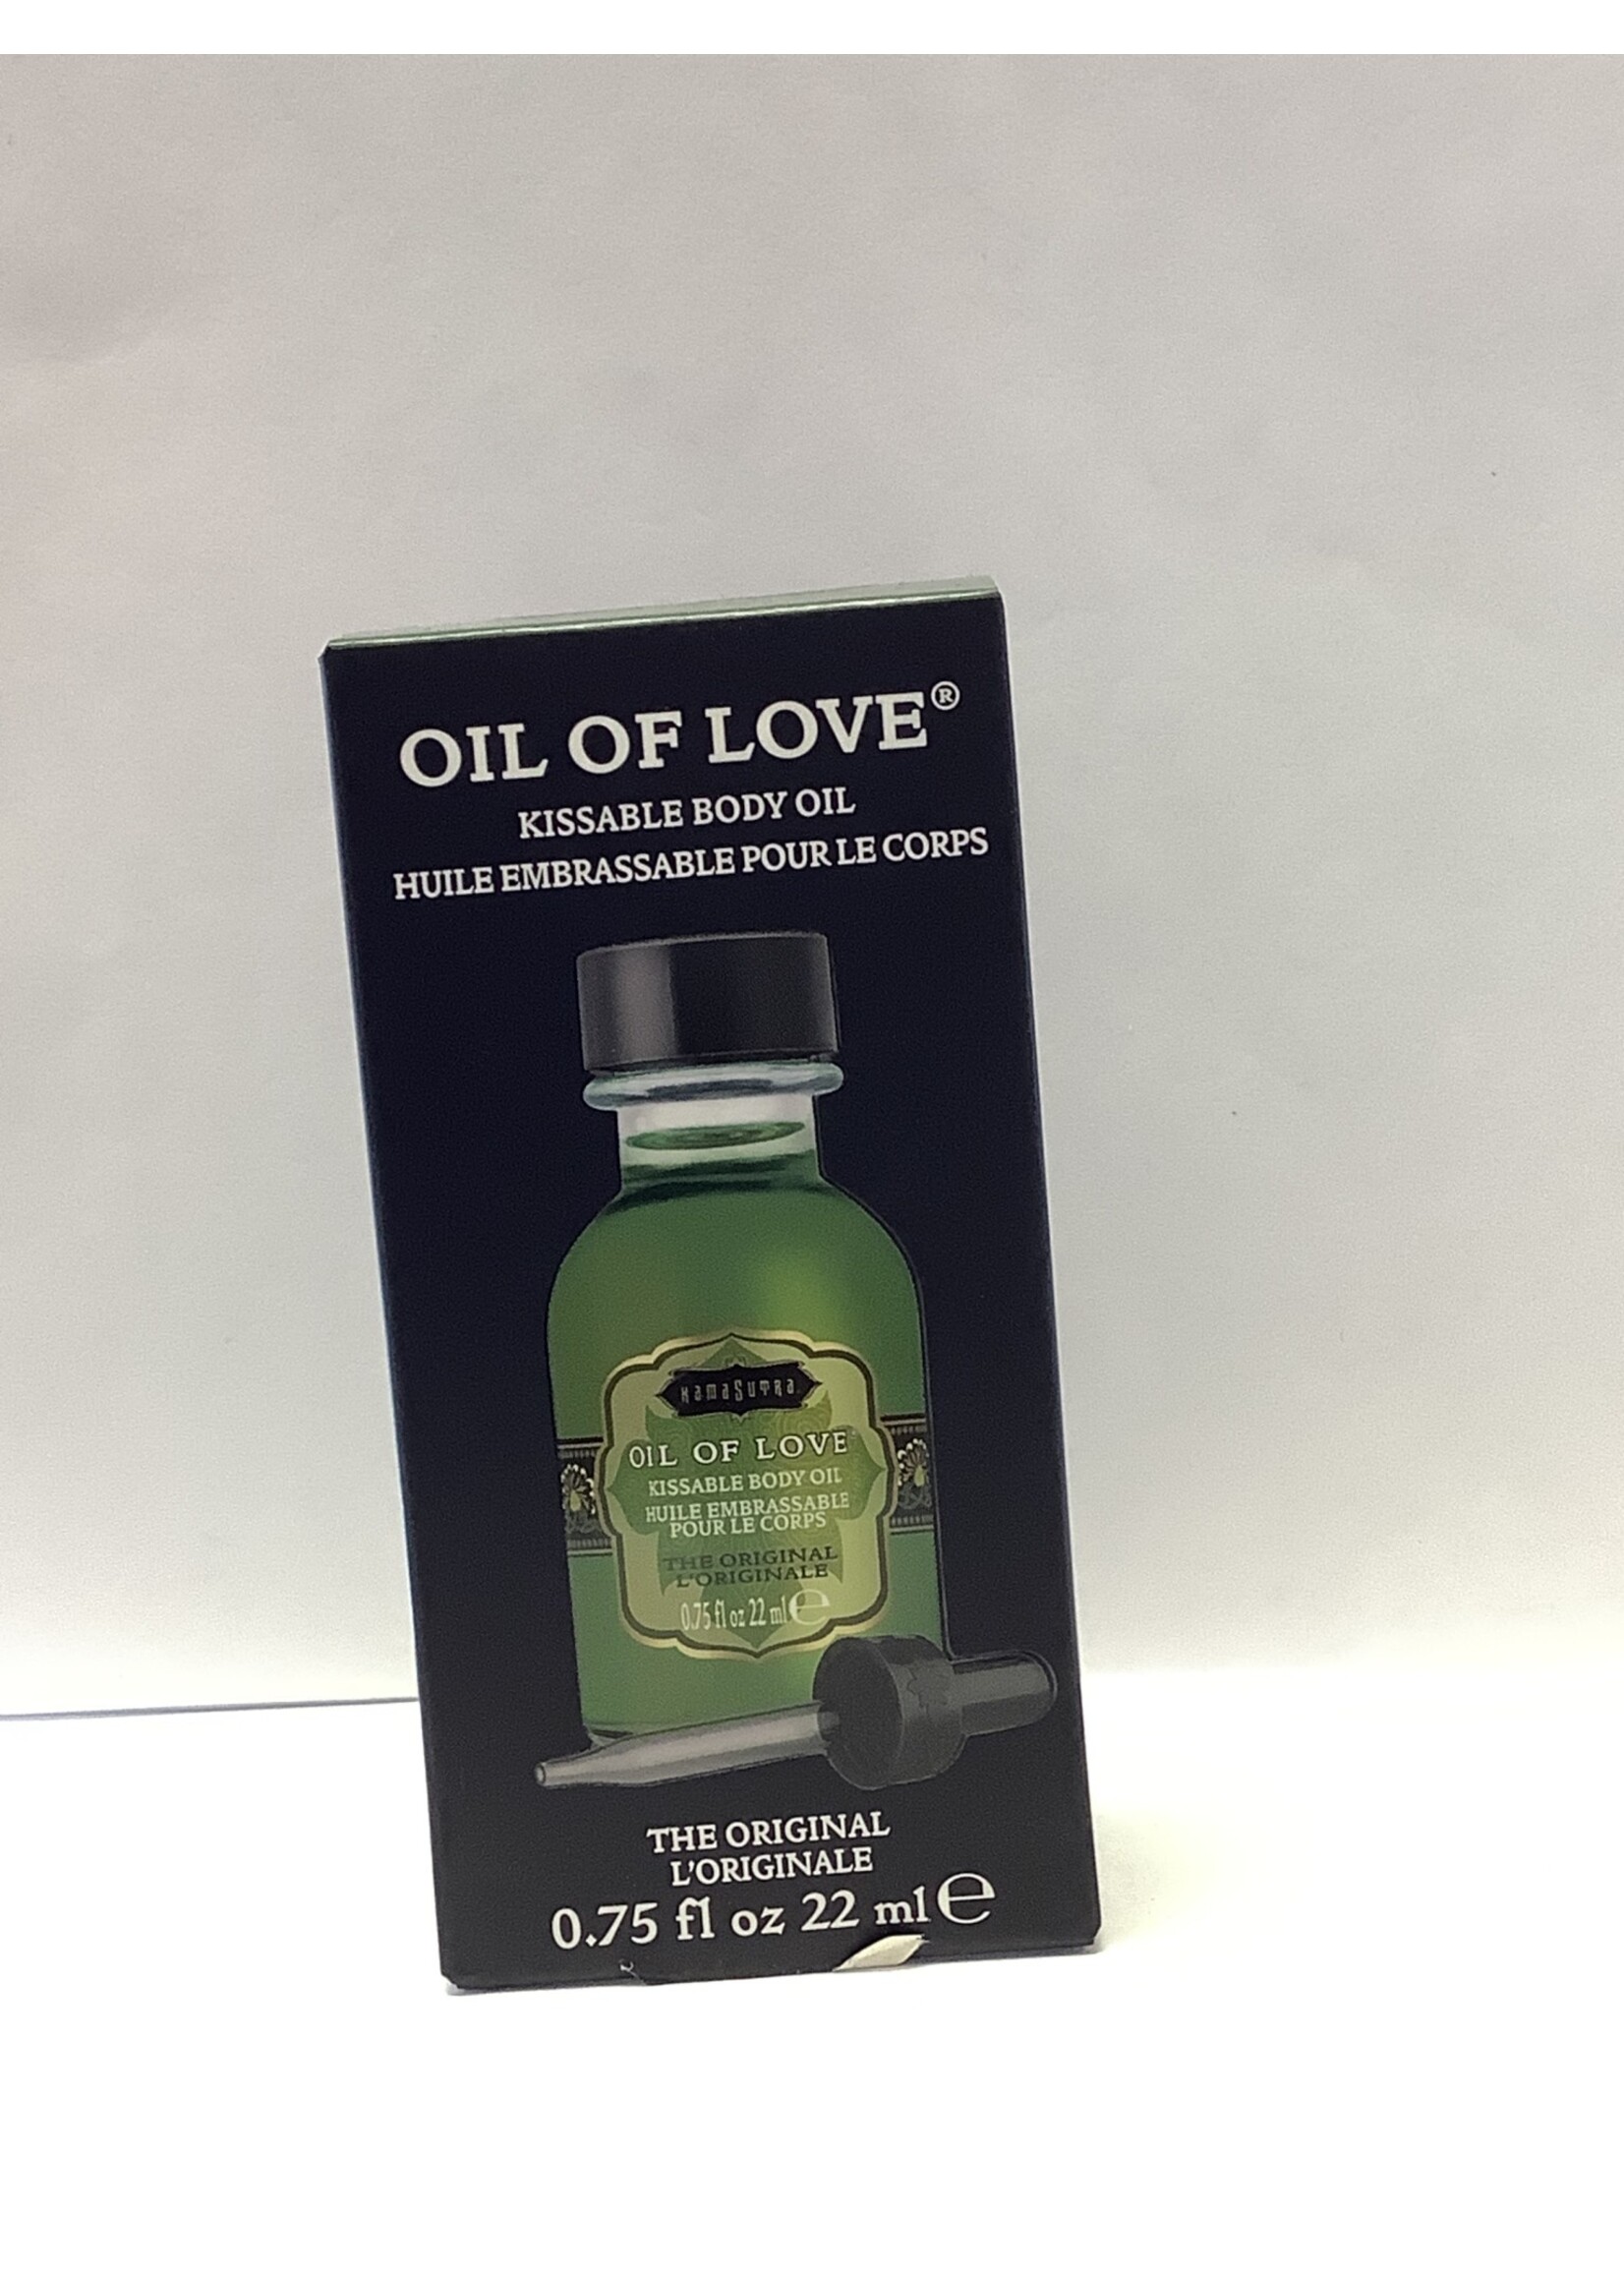 OIL OF LOVE®
KISSABLE BODY OIL
HUILE EMBRASSABLE POUR LE CORPS
KAMASUTRA
OIL OF LOVE®
KISSABLE BODY OIL
HUILE EMBRASSABLE
POUR LE CORPS
THE ORIGINAL
L'ORIGINALE
0.75 fl oz 22 ml ℮
THE ORIGINAL
L'ORIGINALE
0.75 fl oz 22 ml ℮